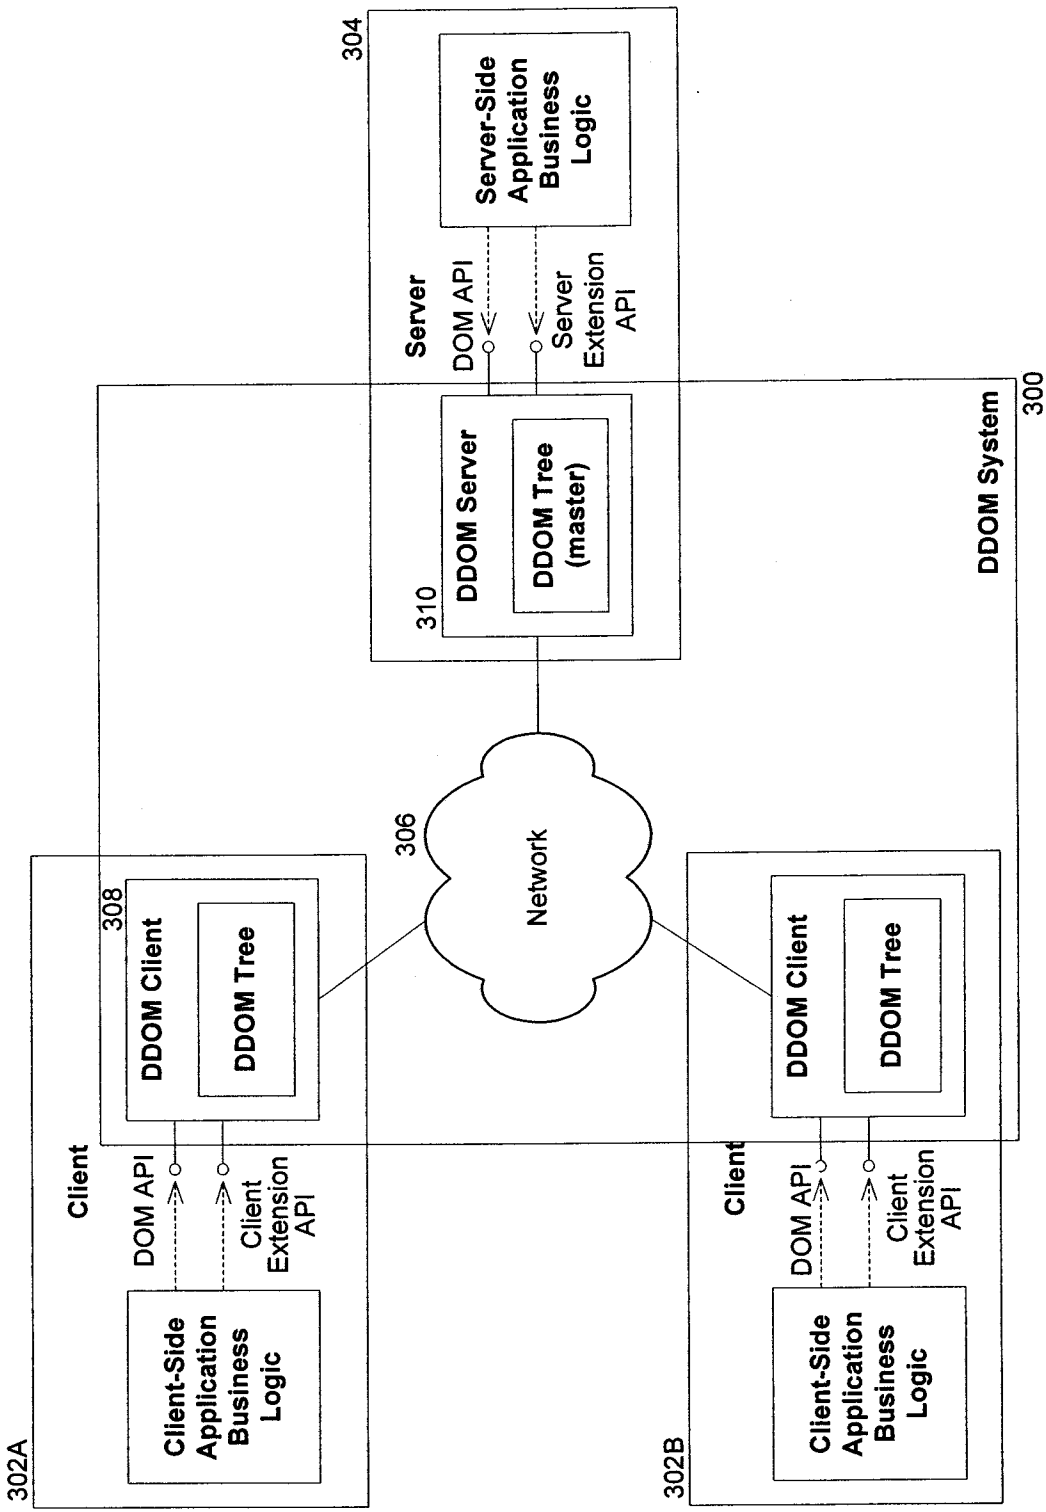 302A
Client
Client-Side
Application
Business
Logic
DOM API
Client
Extension
API
308
DDOM Client
DDOM Tree
306
Network
310
DDOM Server
DDOM Tree
(master)
Server
DOM API
Server
Extension
API
304
Server-Side
Application
Business
Logic
302B
Client
Client-Side
Application
Business
Logic
DOM API
Client
Extension
API
DDOM Client
DDOM Tree
DDOM System
300